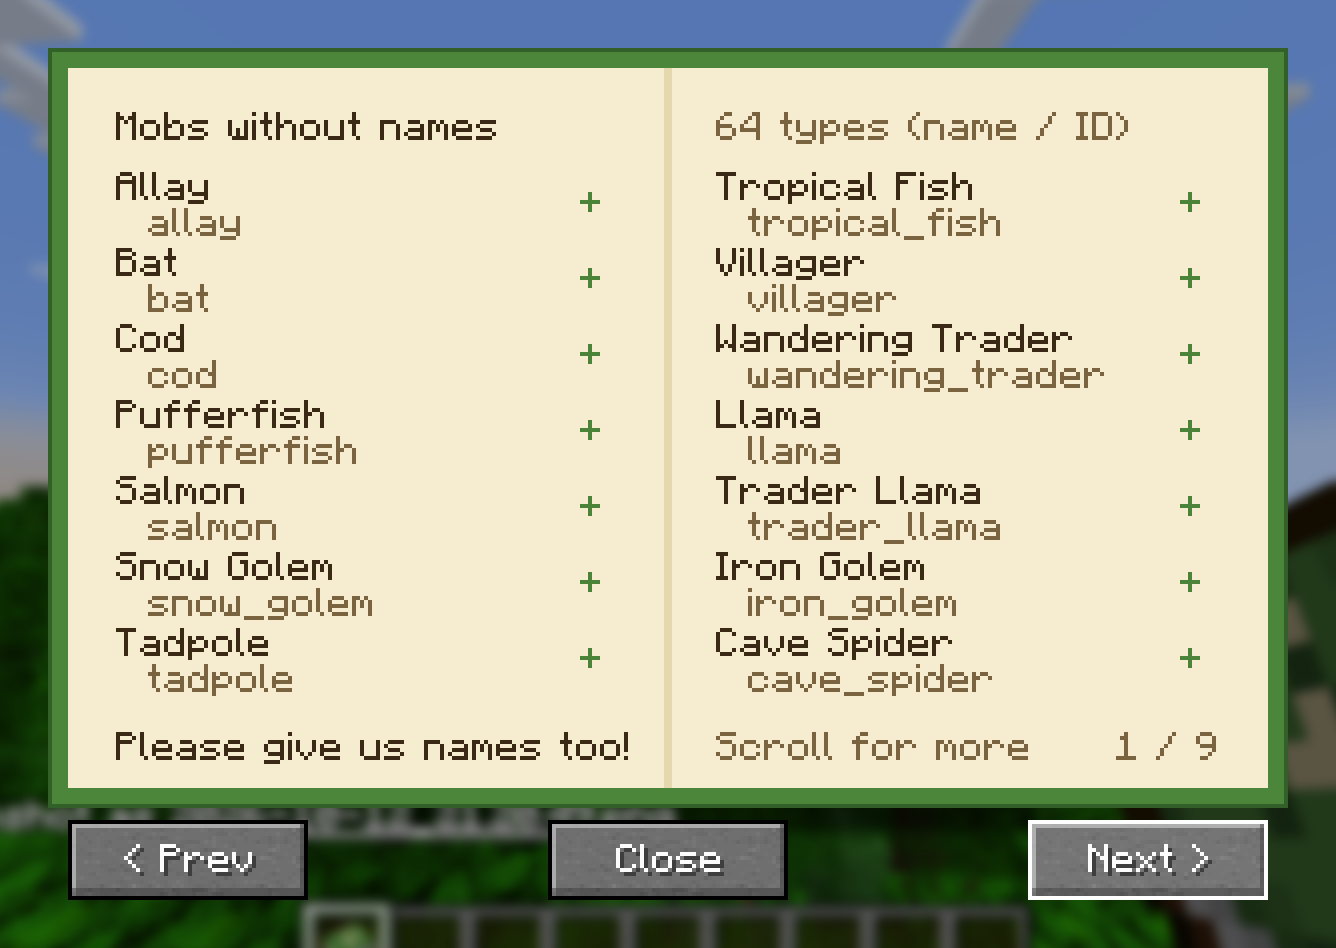 Mobs without names
Allay
allay
+
Bat
bat
+
Cod
cod
+
Pufferfish
pufferfish
+
Salmon
salmon
+
Snow Golem
snow_golem
+
Tadpole
tadpole
+
Please give us names too!
64 types (name / ID)
Tropical Fish
tropical_fish
+
Villager
villager
+
Wandering Trader
wandering_trader
+
Llama
llama
+
Trader Llama
trader_llama
+
Iron Golem
iron_golem
+
Cave Spider
cave_spider
+
Scroll for more 1 / 9
< Prev
Close
Next >